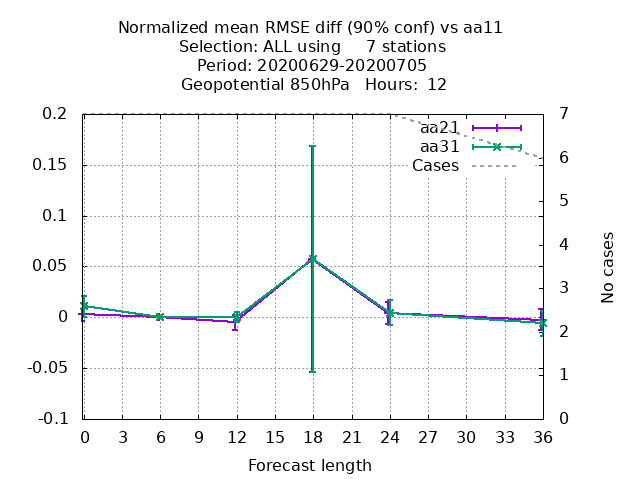 Normalized mean RMSE diff (90% conf) vs aa11
Selection: ALL using     7 stations
Period: 20200629-20200705
Geopotential 850hPa   Hours:  12
0.2
0.15
0.1
0.05
0
-0.05
-0.1
7
6
5
4
3
2
1
0
aa21
aa31
Cases
No cases
0 3 6 9 12 15 18 21 24 27 30 33 36
Forecast length